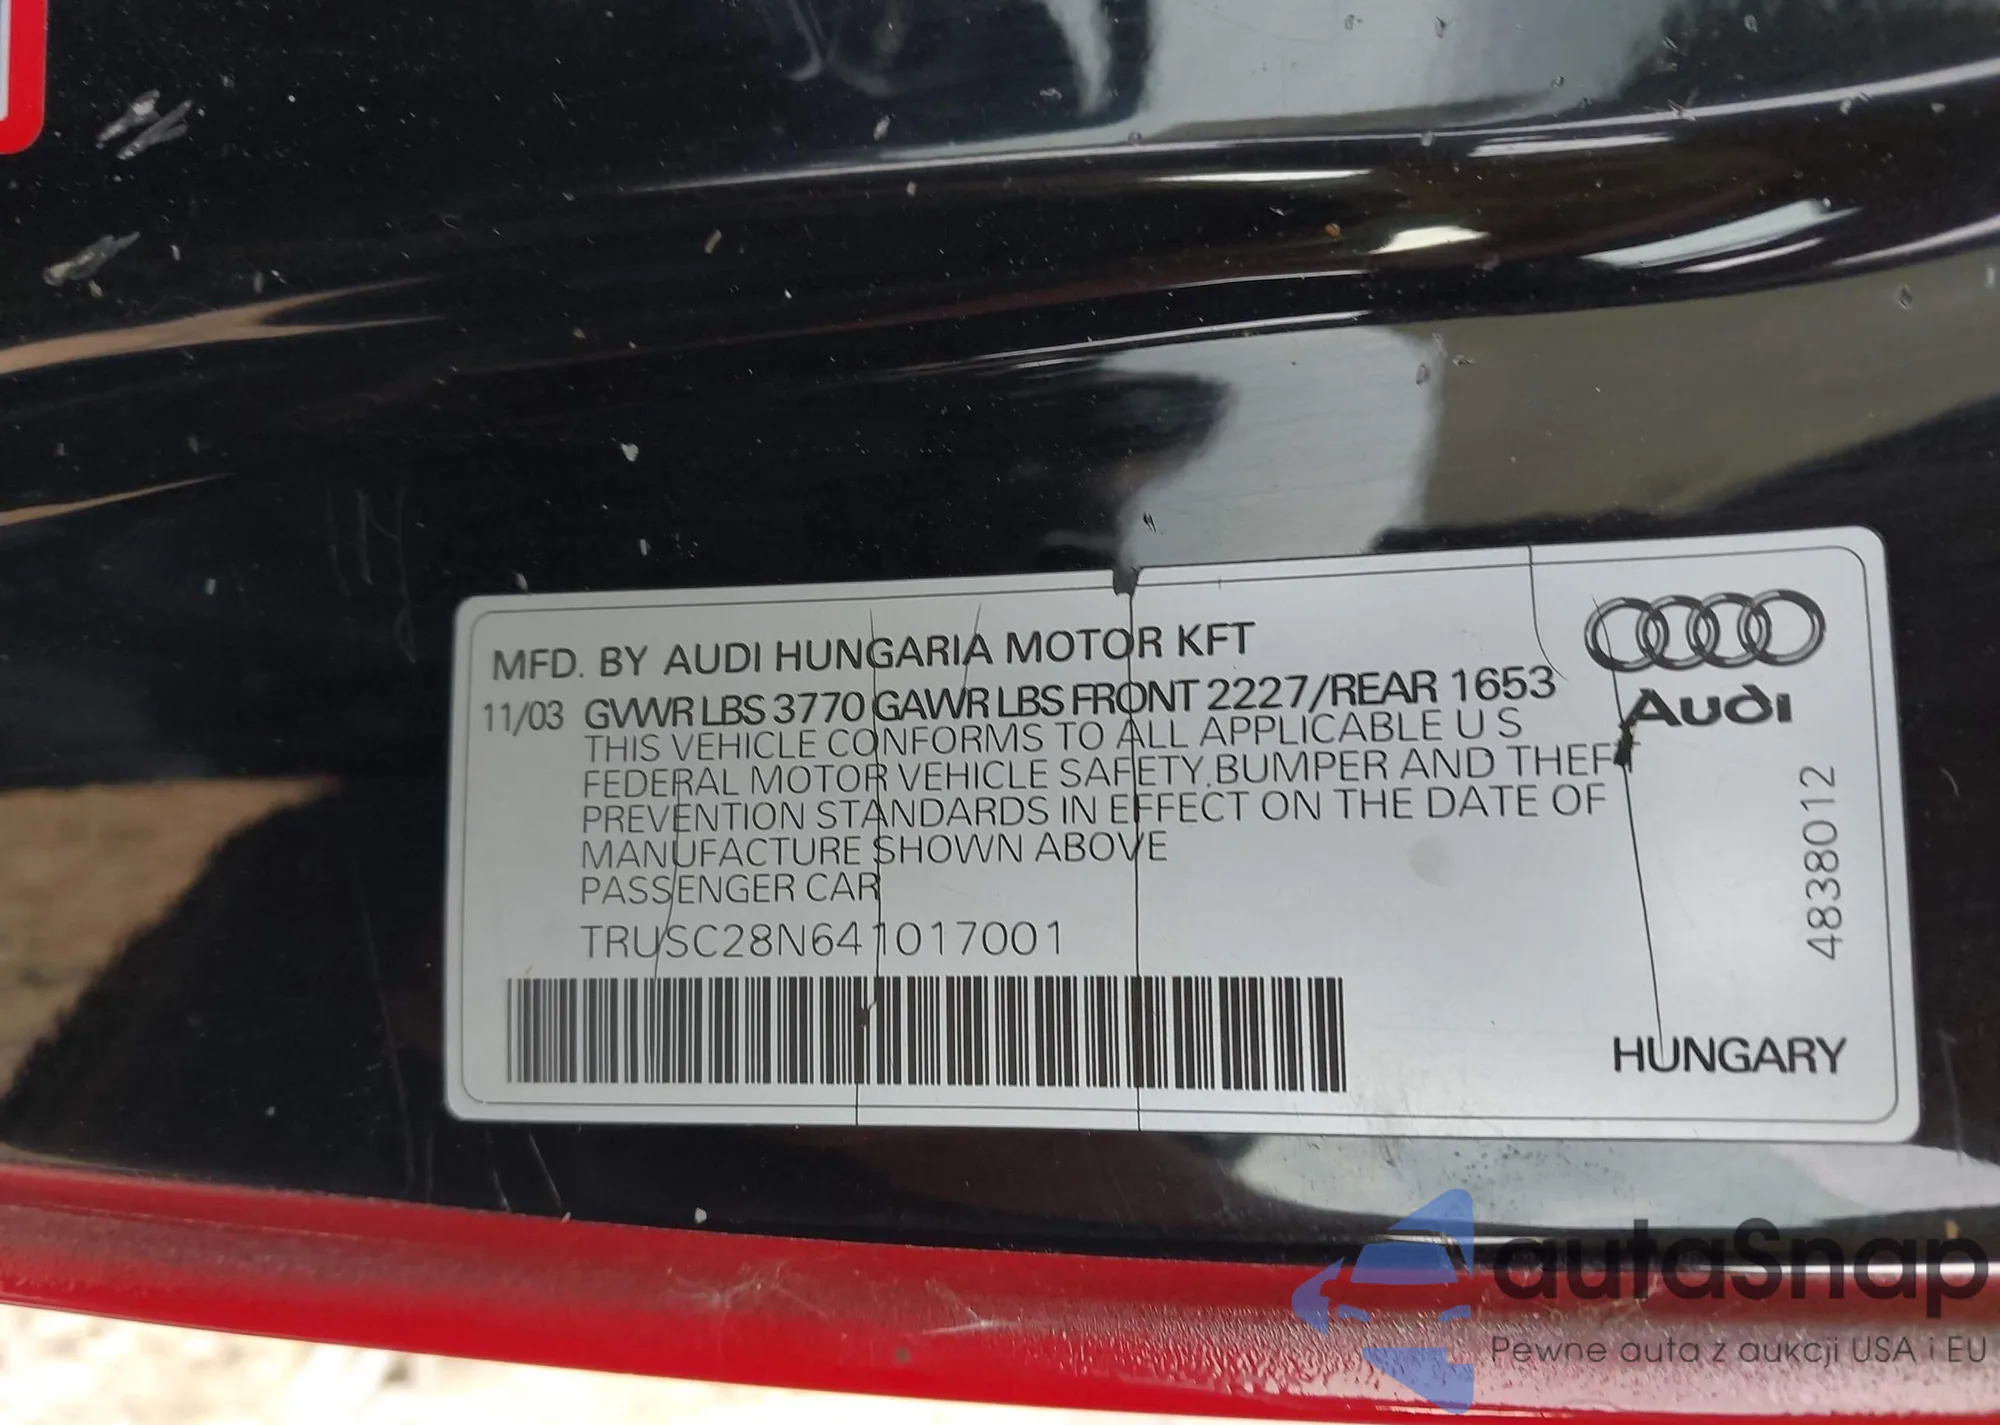 MFD. BY AUDI HUNGARIA MOTOR KFT
11/03 GVWR LBS 3770 GAWR LBS FRONT 2227/REAR 1653
THIS VEHICLE CONFORMS TO ALL APPLICABLE U S
FEDERAL MOTOR VEHICLE SAFETY, BUMPER AND THEFT
PREVENTION STANDARDS IN EFFECT ON THE DATE OF
MANUFACTURE SHOWN ABOVE
PASSENGER CAR
TRUSC28N641017001
Audi
4838012
HUNGARY
autaSnap
Pewne auta z aukcji USA i EU